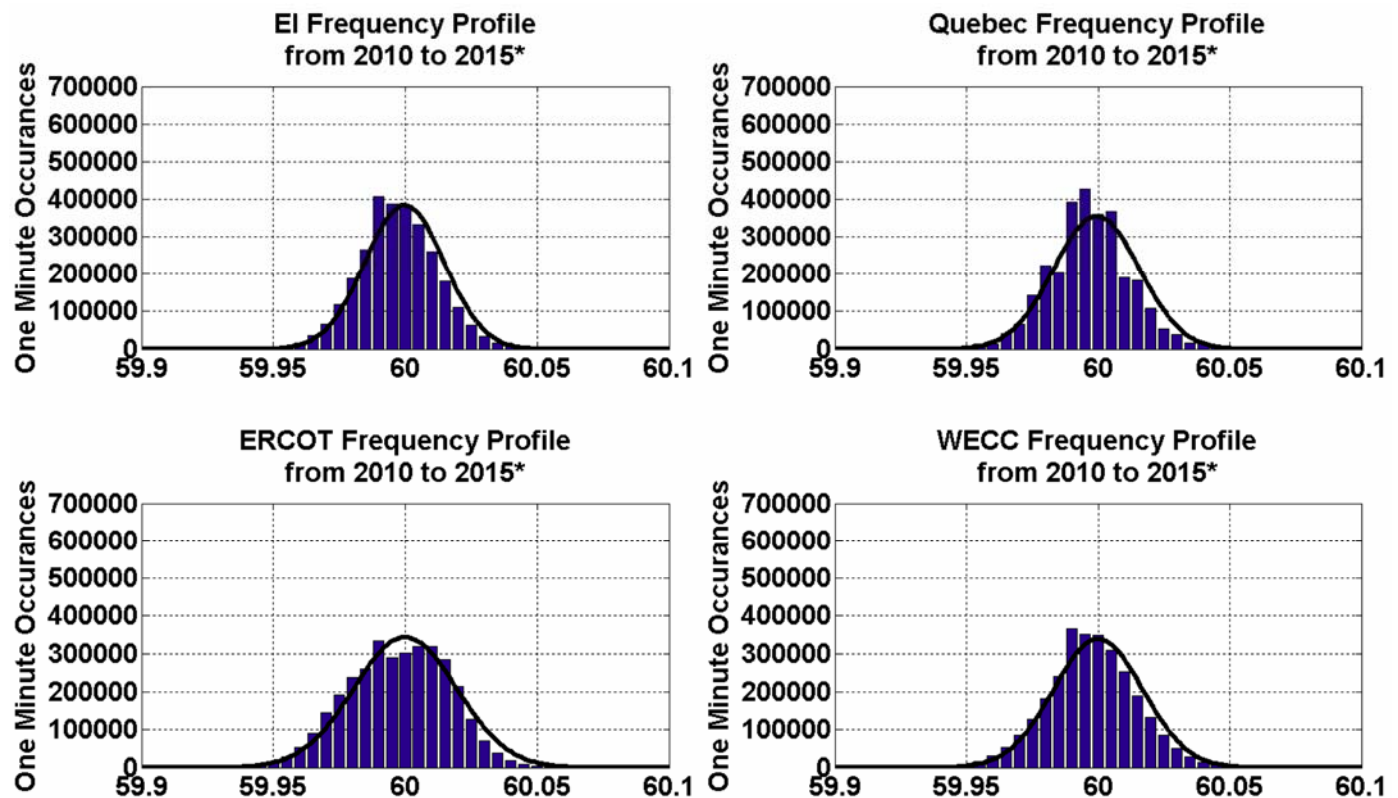 EI Frequency Profile
from 2010 to 2015*
One Minute Occurances
700000
600000
500000
400000
300000
200000
100000
0
59.9 59.95 60 60.05 60.1
Quebec Frequency Profile
from 2010 to 2015*
One Minute Occurances
700000
600000
500000
400000
300000
200000
100000
0
59.9 59.95 60 60.05 60.1
ERCOT Frequency Profile
from 2010 to 2015*
One Minute Occurances
700000
600000
500000
400000
300000
200000
100000
0
59.9 59.95 60 60.05 60.1
WECC Frequency Profile
from 2010 to 2015*
One Minute Occurances
700000
600000
500000
400000
300000
200000
100000
0
59.9 59.95 60 60.05 60.1